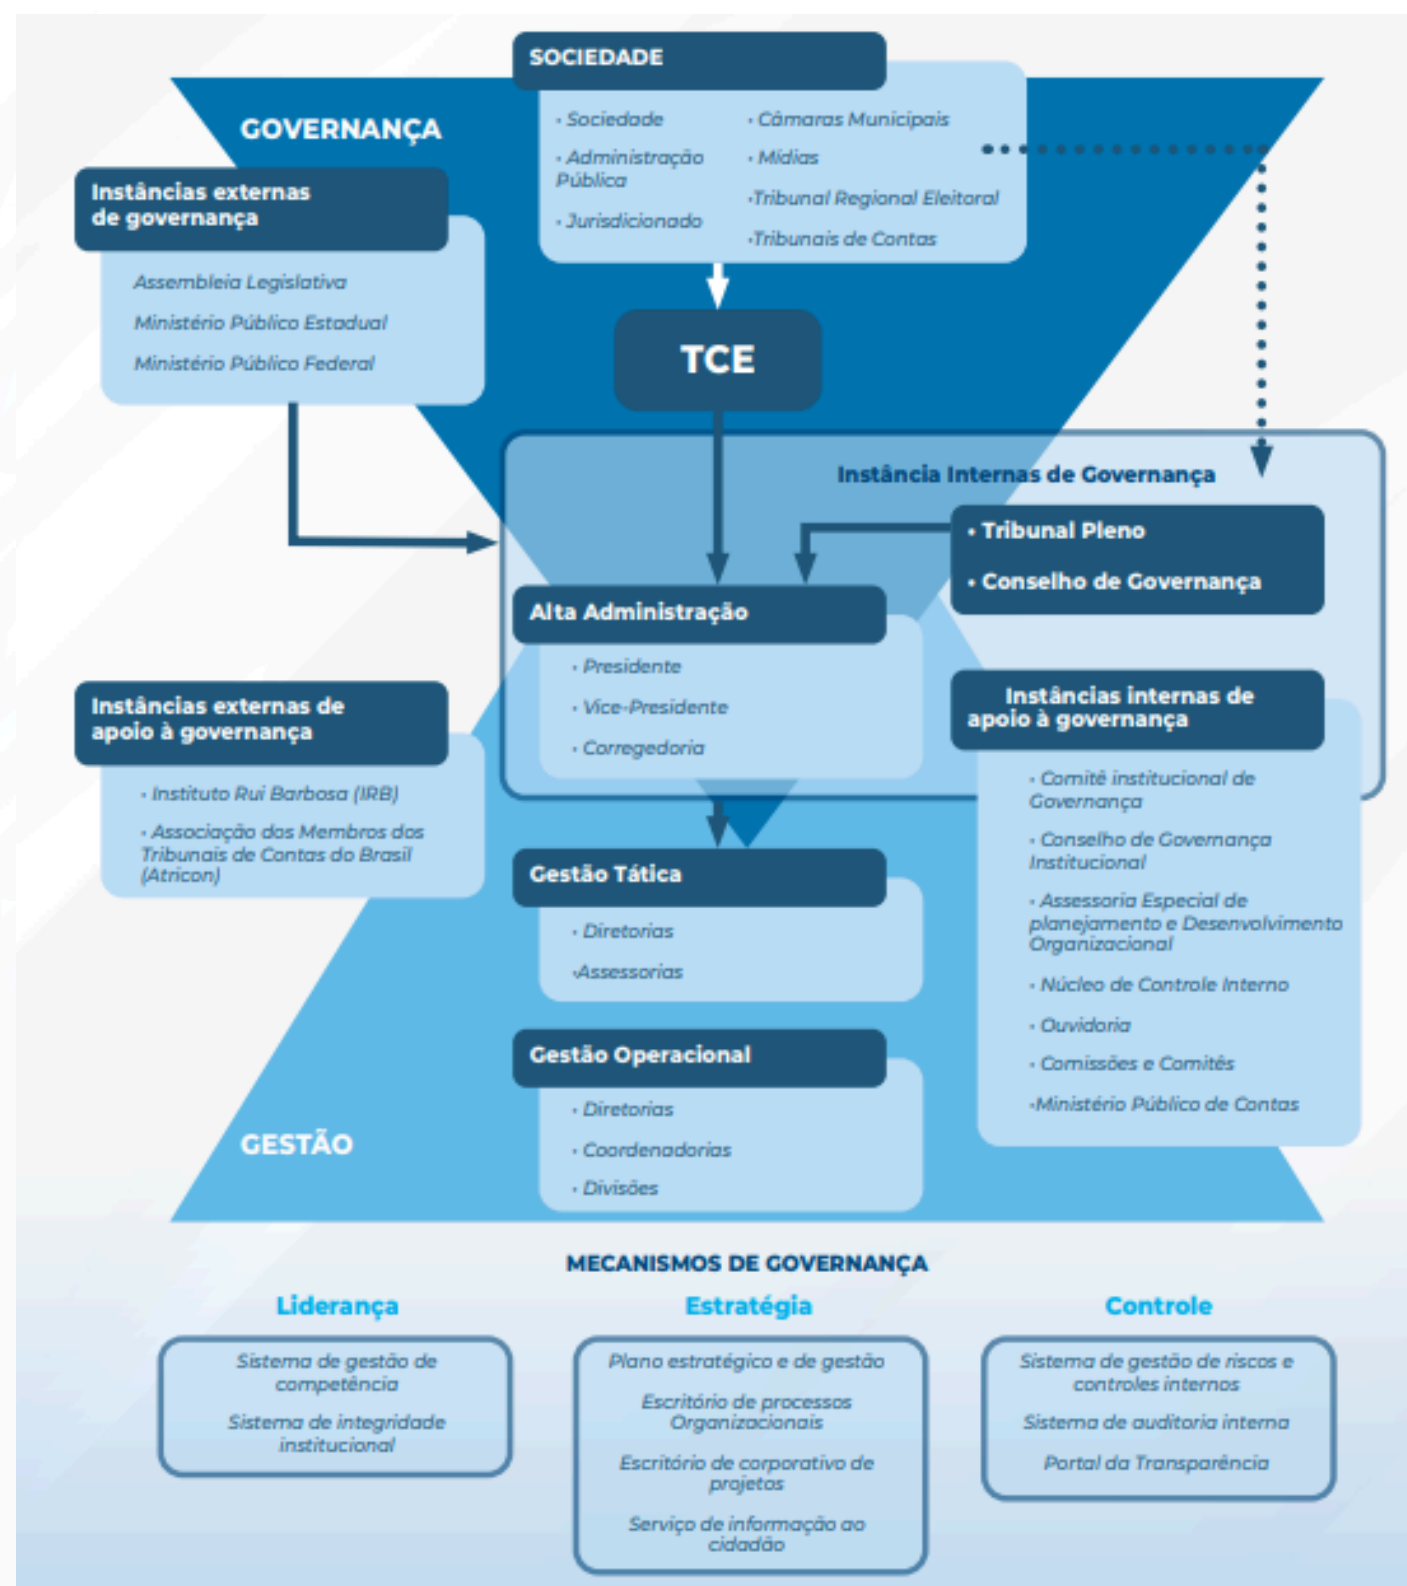 SOCIEDADE
GOVERNANÇA
• Sociedade
• Administração
Pública
• Jurisdicionado
• Câmaras Municipais
• Mídias
•Tribunal Regional Eleitoral
•Tribunais de Contas
Instâncias externas
de governança
Assembleia Legislativa
Ministério Público Estadual
Ministério Público Federal
TCE
Instância Internas de Governança
• Tribunal Pleno
• Conselho de Governança
Alta Administração
• Presidente
• Vice-Presidente
• Corregedoria
Instâncias externas de
apoio à governança
• Instituto Rui Barbosa (IRB)
• Associação dos Membros dos
Tribunais de Contas do Brasil
(Atricon)
Instâncias internas de
apoio à governança
• Comitê institucional de
Governança
• Conselho de Governança
Institucional
• Assessoria Especial de
planejamento e Desenvolvimento
Organizacional
• Núcleo de Controle Interno
• Ouvidoria
• Comissões e Comitês
•Ministério Público de Contas
Gestão Tática
• Diretorias
•Assessorias
Gestão Operacional
• Diretorias
• Coordenadorias
• Divisões
GESTÃO
MECANISMOS DE GOVERNANÇA
Liderança
Sistema de gestão de
competência
Sistema de integridade
institucional
Estratégia
Plano estratégico e de gestão
Escritório de processos
Organizacionais
Escritório de corporativo de
projetos
Serviço de informação ao
cidadão
Controle
Sistema de gestão de riscos e
controles internos
Sistema de auditoria interna
Portal da Transparência